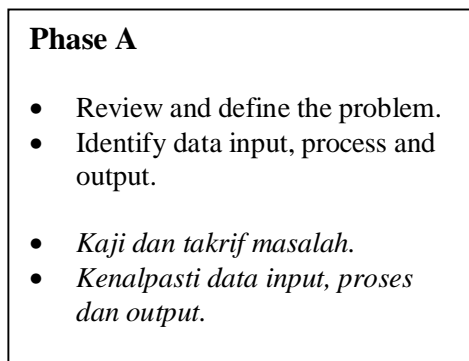 Phase A
• Review and define the problem.
• Identify data input, process and
output.
• Kaji dan takrif masalah.
• Kenalpasti data input, proses
dan output.